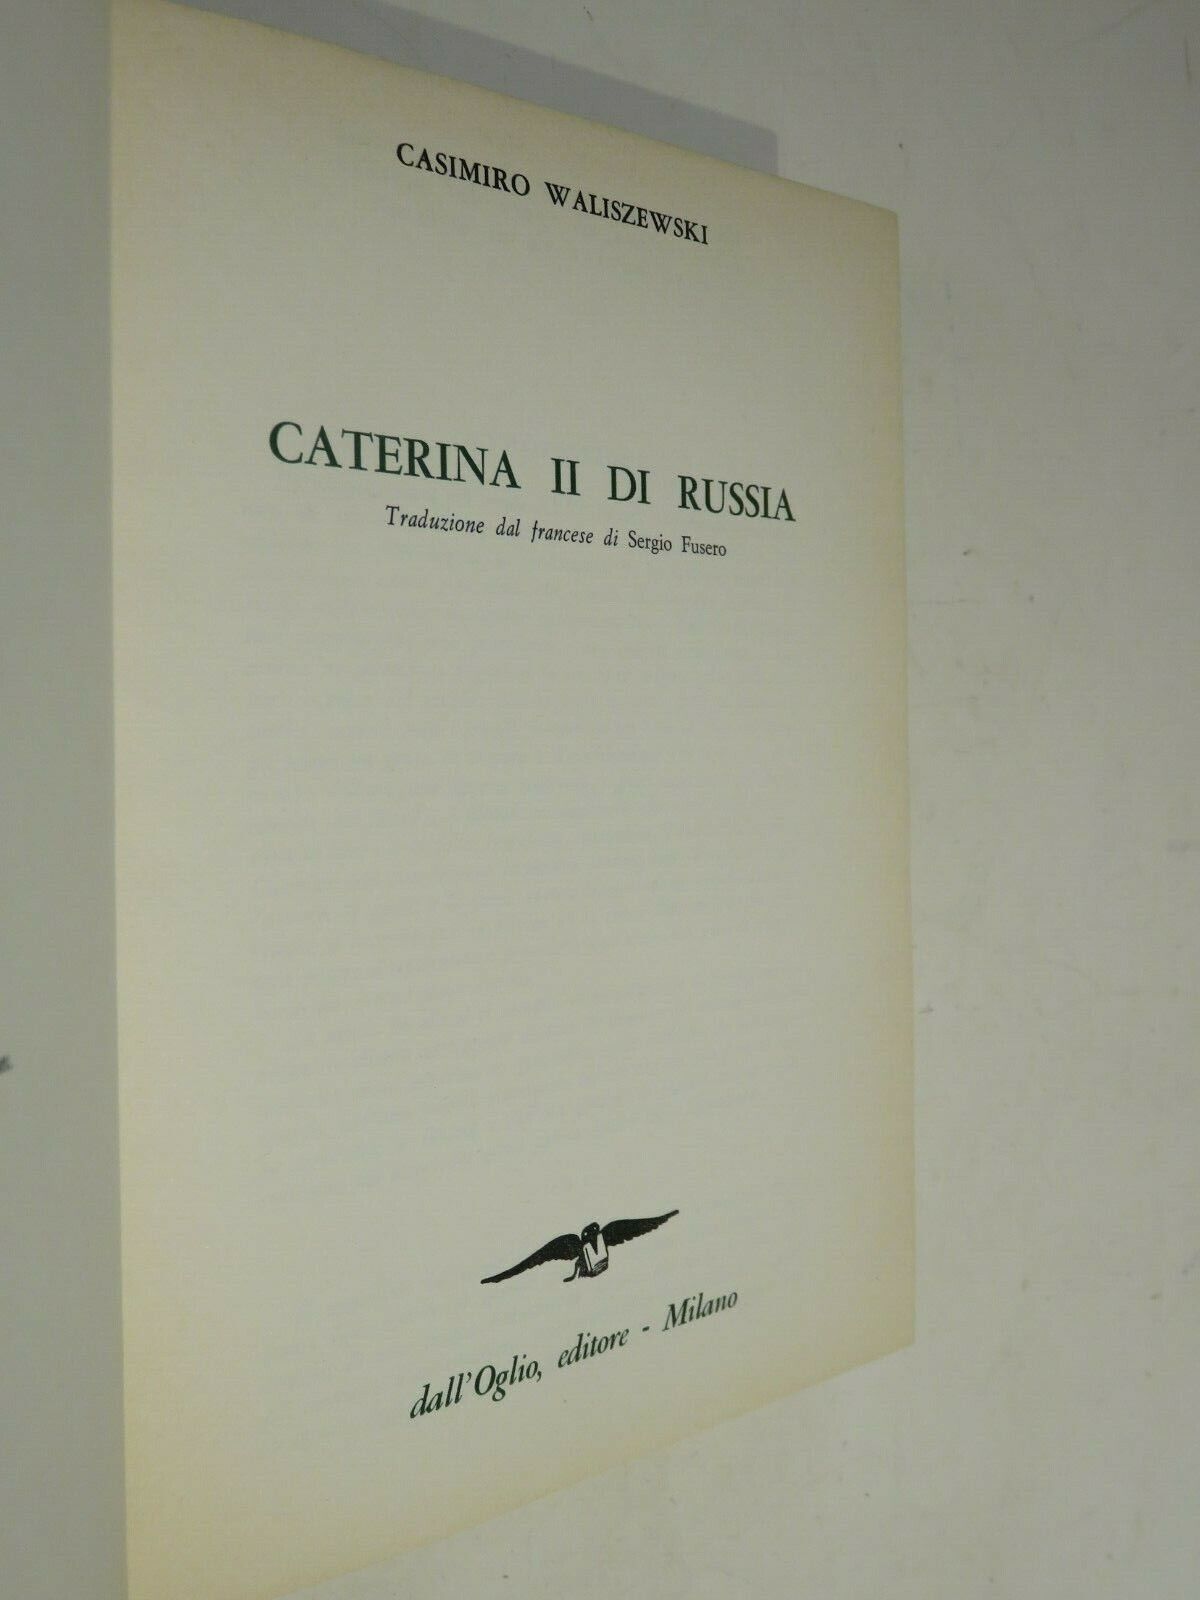 CASIMIRO WALISZEWSKI
CATERINA II DI RUSSIA
Traduzione dal francese di Sergio Fusero
dall'Oglio, editore - Milano